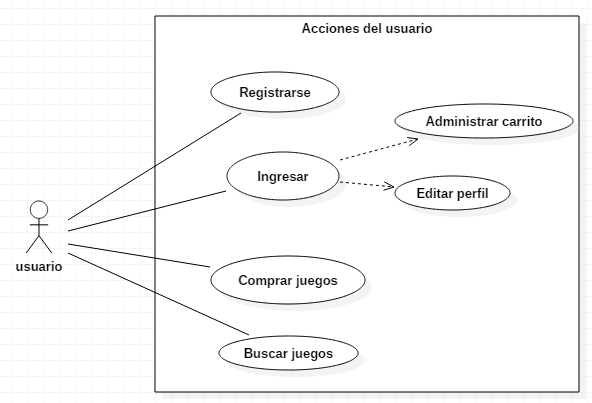 Acciones del usuario
Registrarse
Administrar carrito
Ingresar
Editar perfil
usuario
Comprar juegos
Buscar juegos